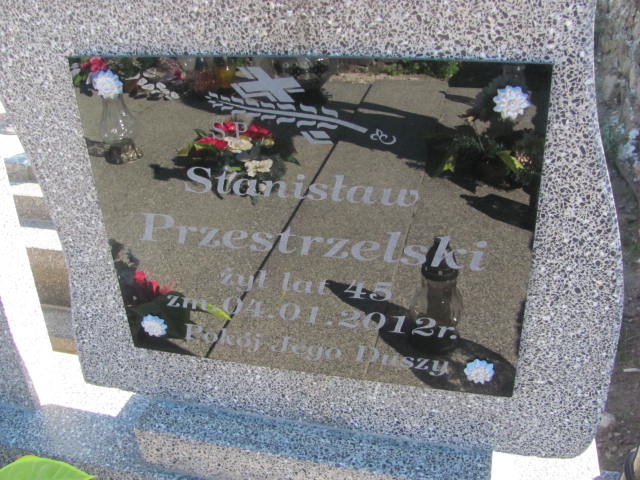 ŚP
Stanisław
Przestrzelski
żył lat 45
zm. 04.01.2012r.
Pokój Jego Duszy